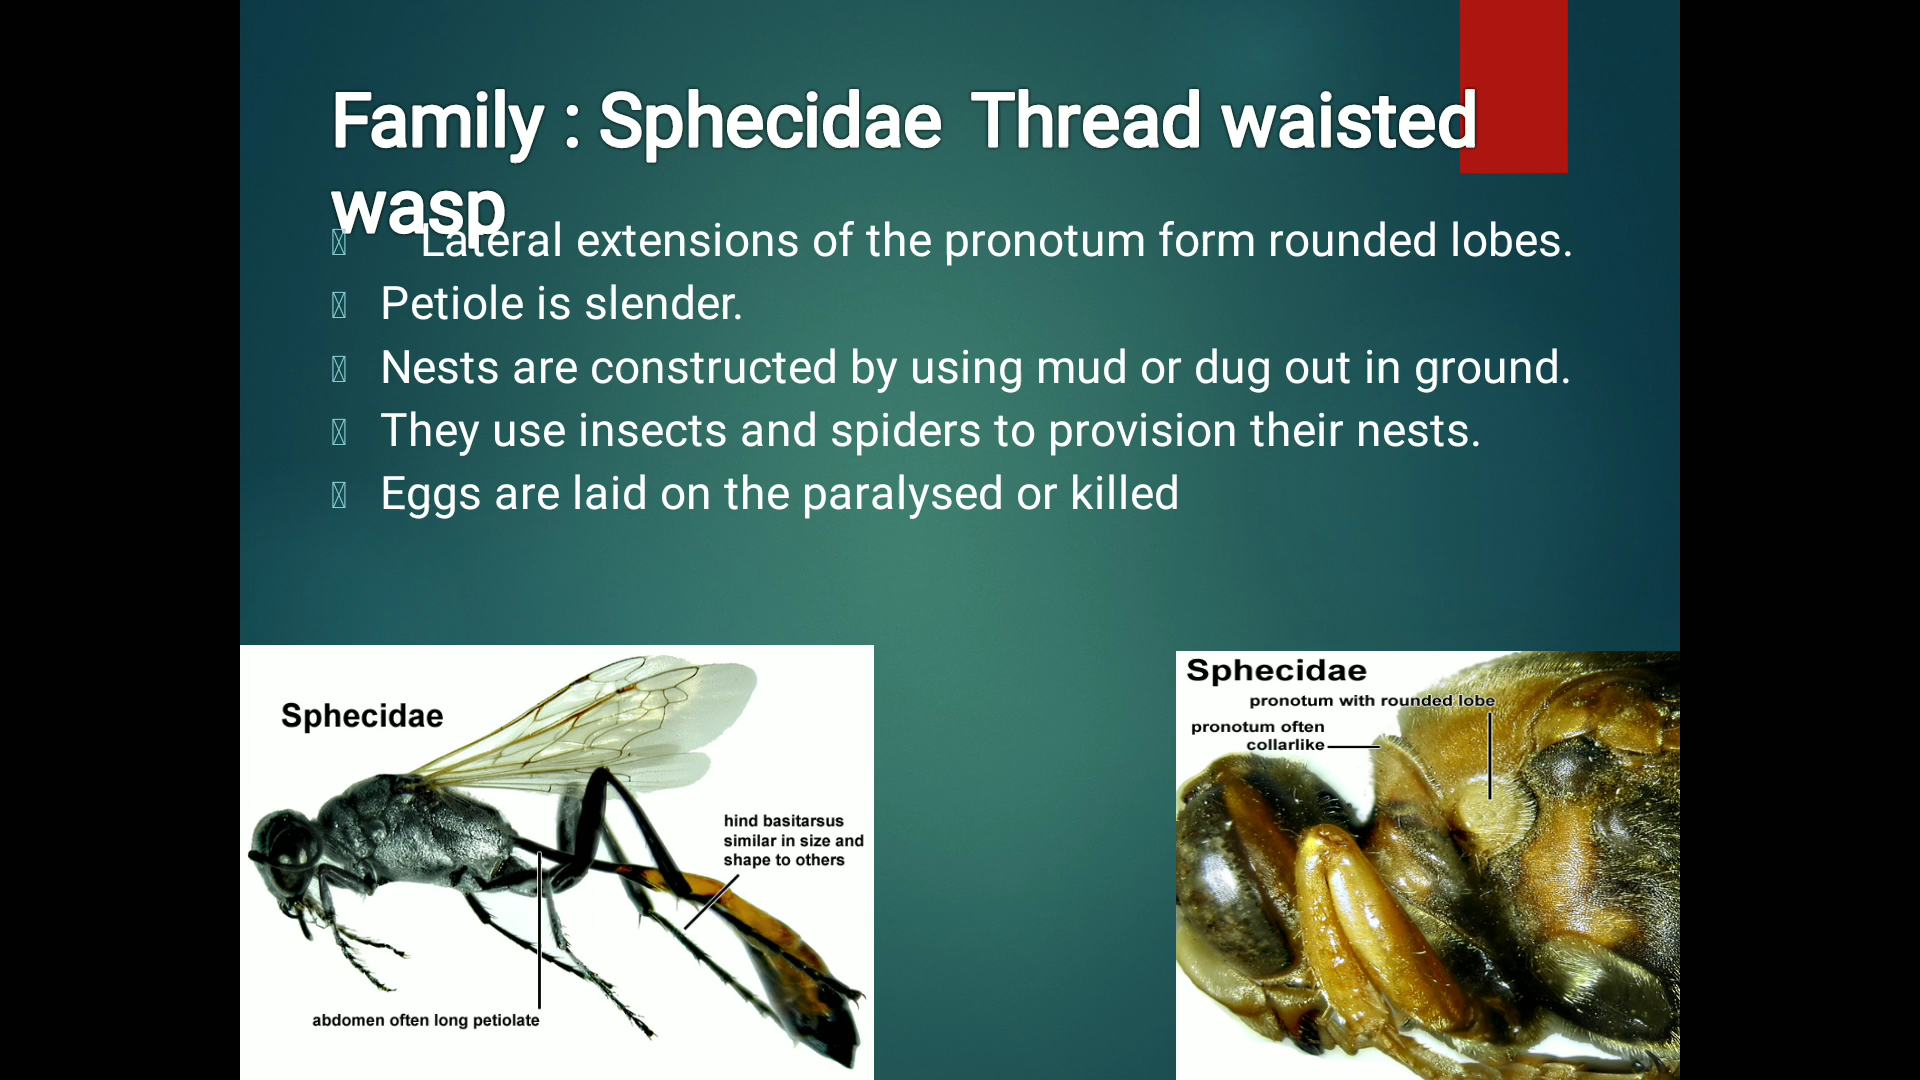 Family : Sphecidae Thread waisted
wasp
Lateral extensions of the pronotum form rounded lobes.
Petiole is slender.
Nests are constructed by using mud or dug out in ground.
They use insects and spiders to provision their nests.
Eggs are laid on the paralysed or killed
Sphecidae
hind basitarsus
similar in size and
shape to others
abdomen often long petiolate
Sphecidae
pronotum with rounded lobe
pronotum often
collarlike